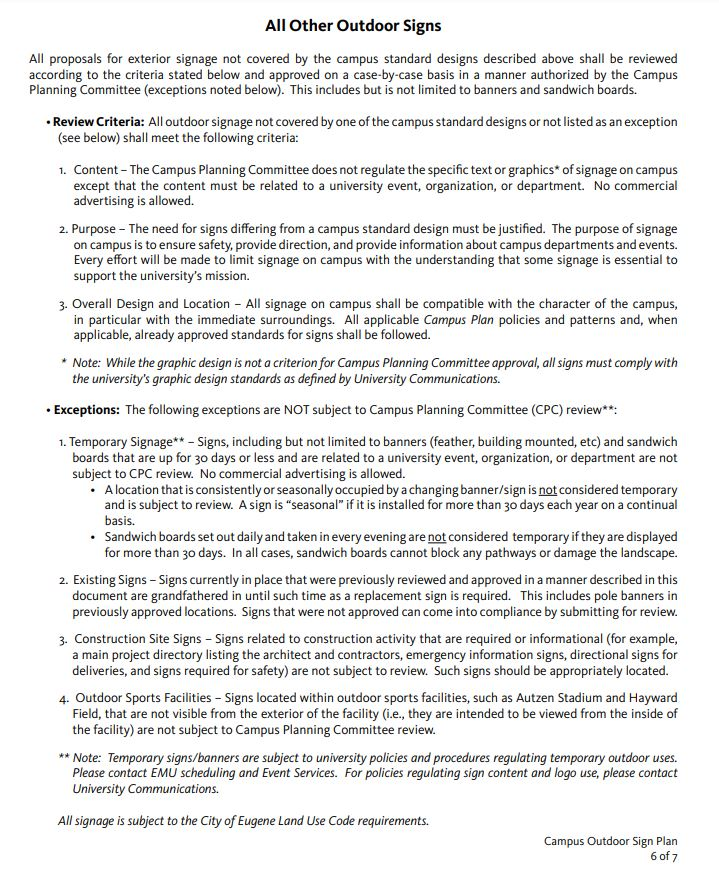 All Other Outdoor Signs
All proposals for exterior signage not covered by the campus standard designs described above shall be reviewed
according to the criteria stated below and approved on a case-by-case basis in a manner authorized by the Campus
Planning Committee (exceptions noted below).  This includes but is not limited to banners and sandwich boards.
• Review Criteria: All outdoor signage not covered by one of the campus standard designs or not listed as an exception
(see below) shall meet the following criteria:
1.  Content – The Campus Planning Committee does not regulate the specific text or graphics* of signage on campus
except that the content must be related to a university event, organization, or department.  No commercial
advertising is allowed.
2. Purpose – The need for signs differing from a campus standard design must be justified.  The purpose of signage
on campus is to ensure safety, provide direction, and provide information about campus departments and events.
Every effort will be made to limit signage on campus with the understanding that some signage is essential to
support the university's mission.
3. Overall Design and Location – All signage on campus shall be compatible with the character of the campus,
in particular with the immediate surroundings.  All applicable Campus Plan policies and patterns and, when
applicable, already approved standards for signs shall be followed.
* Note: While the graphic design is not a criterion for Campus Planning Committee approval, all signs must comply with
the university's graphic design standards as defined by University Communications.
• Exceptions:  The following exceptions are NOT subject to Campus Planning Committee (CPC) review**:
1. Temporary Signage** – Signs, including but not limited to banners (feather, building mounted, etc) and sandwich
boards that are up for 30 days or less and are related to a university event, organization, or department are not
subject to CPC review.  No commercial advertising is allowed.
• A location that is consistently or seasonally occupied by a changing banner/sign is not considered temporary
and is subject to review.  A sign is "seasonal" if it is installed for more than 30 days each year on a continual
basis.
• Sandwich boards set out daily and taken in every evening are not considered  temporary if they are displayed
for more than 30 days.  In all cases, sandwich boards cannot block any pathways or damage the landscape.
2.  Existing Signs – Signs currently in place that were previously reviewed and approved in a manner described in this
document are grandfathered in until such time as a replacement sign is required.  This includes pole banners in
previously approved locations.  Signs that were not approved can come into compliance by submitting for review.
3.  Construction Site Signs – Signs related to construction activity that are required or informational (for example,
a main project directory listing the architect and contractors, emergency information signs, directional signs for
deliveries, and signs required for safety) are not subject to review.  Such signs should be appropriately located.
4.  Outdoor Sports Facilities – Signs located within outdoor sports facilities, such as Autzen Stadium and Hayward
Field, that are not visible from the exterior of the facility (i.e., they are intended to be viewed from the inside of
the facility) are not subject to Campus Planning Committee review.
** Note:  Temporary signs/banners are subject to university policies and procedures regulating temporary outdoor uses.
Please contact EMU scheduling and Event Services.  For policies regulating sign content and logo use, please contact
University Communications.
All signage is subject to the City of Eugene Land Use Code requirements.
Campus Outdoor Sign Plan
6 of 7